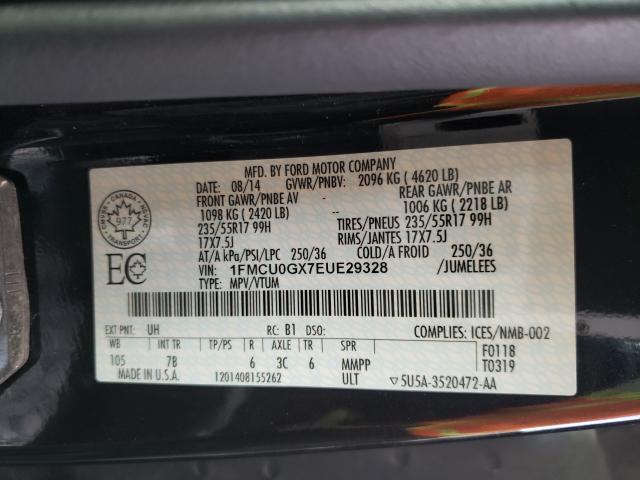 MFD. BY FORD MOTOR COMPANY
DATE: 08/14 GVWR/PNBV: 2096 KG ( 4620 LB)
FRONT GAWR/PNBE AV - REAR GAWR/PNBE AR
1098 KG ( 2420 LB) 1006 KG ( 2218 LB)
235/55R17 99H TIRES/PNEUS 235/55R17 99H
17X7.5J RIMS/JANTES 17X7.5J
AT/A kPa/PSI/LPC 250/36 COLD/A FROID 250/36
VIN: 1FMCU0GX7EUE29328 /JUMELEES
TYPE: MPV/VTUM
CANADA
977
TRANSPORT
EC
EXT PNT: UH RC: B1 DSO: COMPLIES: ICES/NMB-002
WB INT TR TP/PS R AXLE TR SPR F0118
105 7B 6 3C 6 MMPP T0319
MADE IN U.S.A. 1201408155262 ULT ▽5U5A-3520472-AA